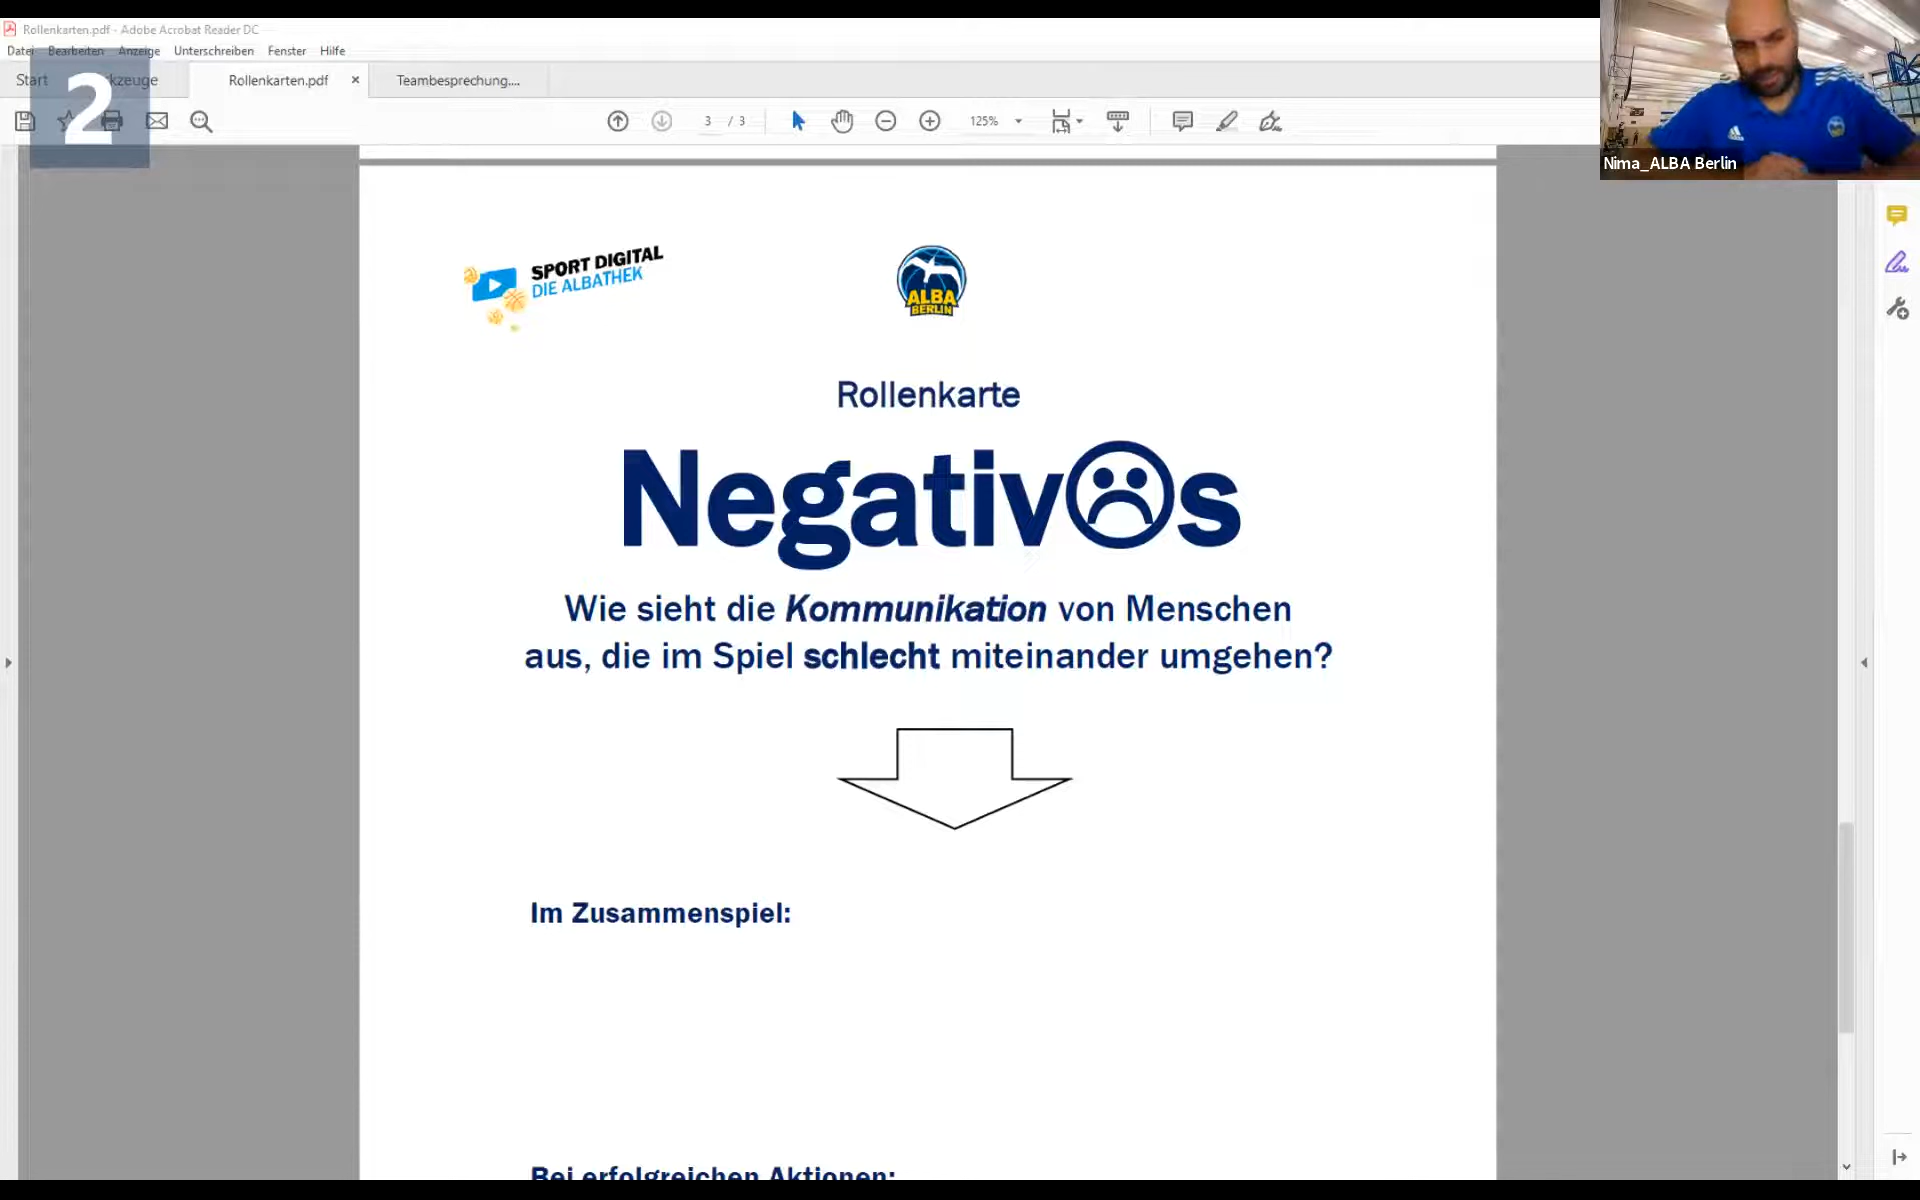 Rollenkarten.pdf - Adobe Acrobat Reader DC
Datei Bearbeiten Anzeige Unterschreiben Fenster Hilfe
Start kzeuge Rollenkarten.pdf × Teambesprechung....
2
3 / 3 125%
Nima_ALBA Berlin
SPORT DIGITAL
DIE ALBATHEK
ALBA
BERLIN
Rollenkarte
Negativ☹s
Wie sieht die Kommunikation von Menschen
aus, die im Spiel schlecht miteinander umgehen?
Im Zusammenspiel:
Bei erfolgreichen Aktionen: